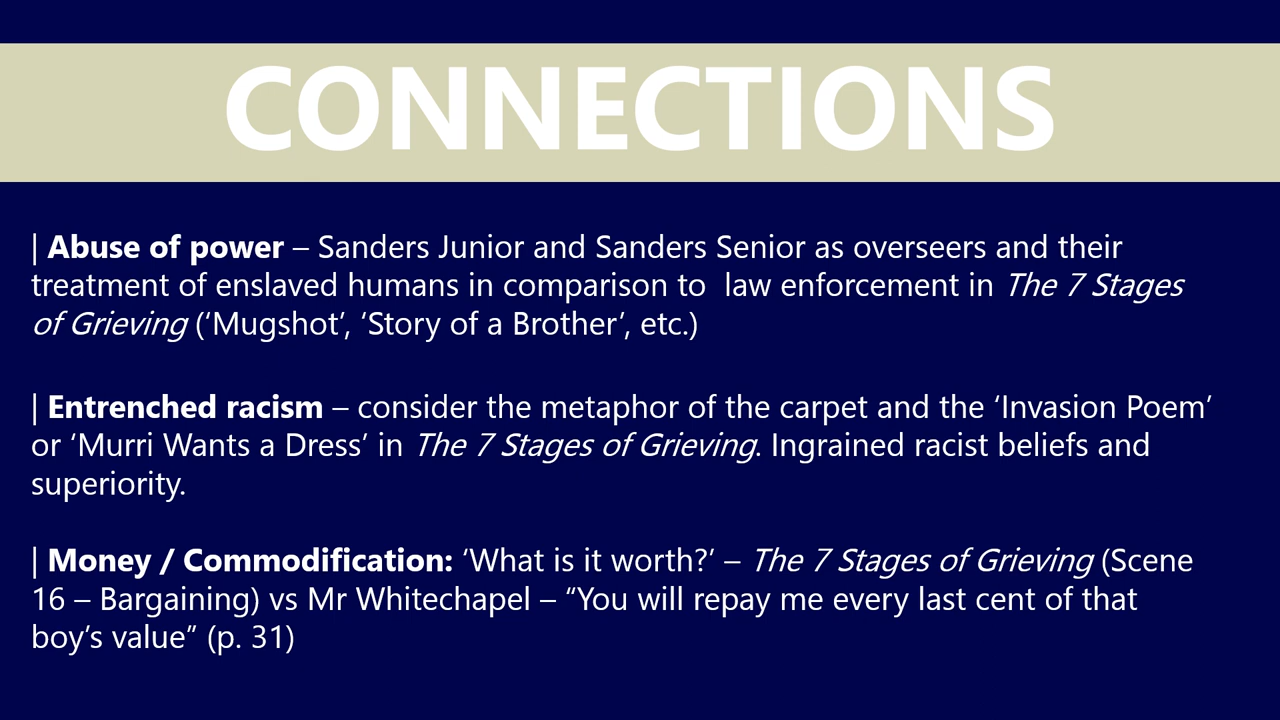 CONNECTIONS
| Abuse of power – Sanders Junior and Sanders Senior as overseers and their
treatment of enslaved humans in comparison to  law enforcement in The 7 Stages
of Grieving (‘Mugshot’, ‘Story of a Brother’, etc.)
| Entrenched racism – consider the metaphor of the carpet and the ‘Invasion Poem’
or ‘Murri Wants a Dress’ in The 7 Stages of Grieving. Ingrained racist beliefs and
superiority.
| Money / Commodification: ‘What is it worth?’ – The 7 Stages of Grieving (Scene
16 – Bargaining) vs Mr Whitechapel – “You will repay me every last cent of that
boy’s value” (p. 31)